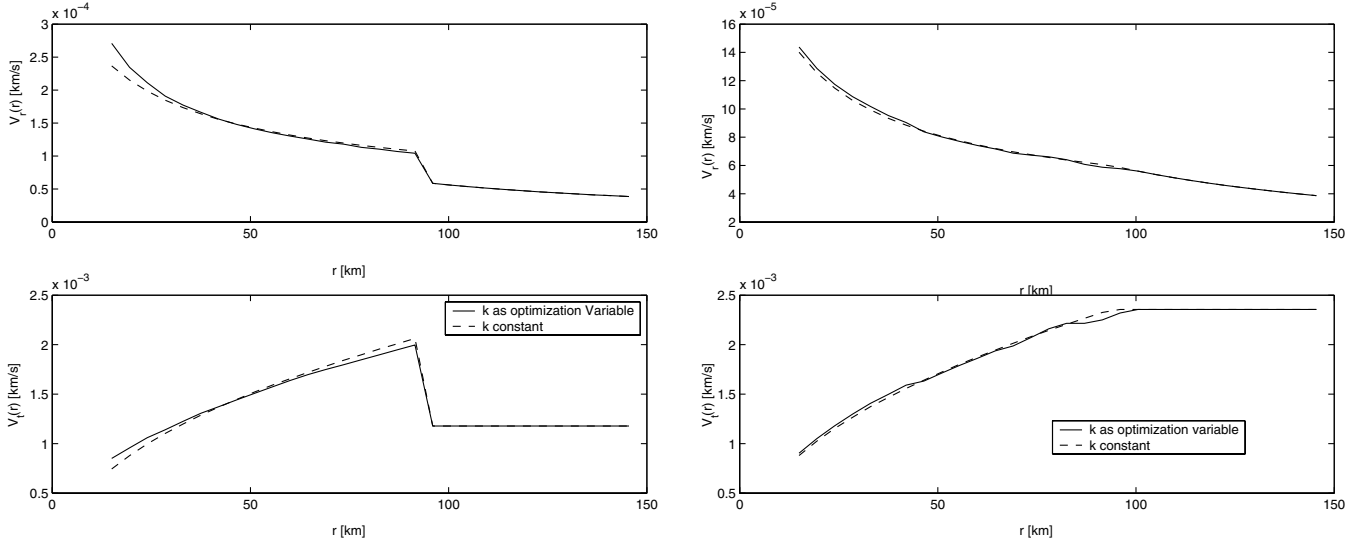 x 10^-4
3
2.5
2
1.5
1
0.5
0
V_r(r) [km/s]
0 50 100 150
r [km]
x 10^-3
2.5
2
1.5
1
0.5
V_t(r) [km/s]
k as optimization Variable
k constant
0 50 100 150
r [km]
x 10^-5
16
14
12
10
8
6
4
2
V_r(r) [km/s]
0 50 100 150
r [km]
x 10^-3
2.5
2
1.5
1
0.5
V_t(r) [km/s]
k as optimization variable
k constant
0 50 100 150
r [km]